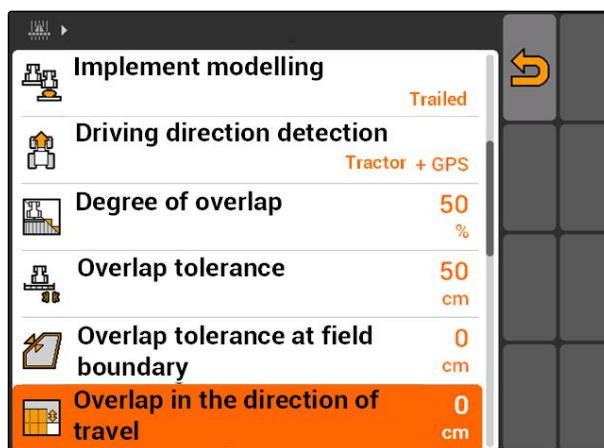 Implement modelling
Trailed
Driving direction detection
Tractor + GPS
Degree of overlap
50
%
Overlap tolerance
50
cm
Overlap tolerance at field
boundary
0
cm
Overlap in the direction of
travel
0
cm